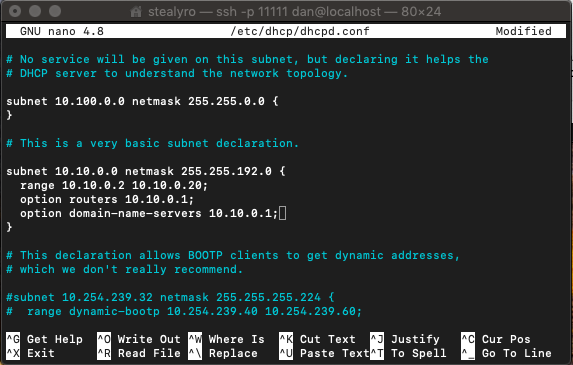 stealyro — ssh -p 11111 dan@localhost — 80×24
GNU nano 4.8 /etc/dhcp/dhcpd.conf Modified
# No service will be given on this subnet, but declaring it helps the
# DHCP server to understand the network topology.
subnet 10.100.0.0 netmask 255.255.0.0 {
}
# This is a very basic subnet declaration.
subnet 10.10.0.0 netmask 255.255.192.0 {
  range 10.10.0.2 10.10.0.20;
  option routers 10.10.0.1;
  option domain-name-servers 10.10.0.1;
}
# This declaration allows BOOTP clients to get dynamic addresses,
# which we don't really recommend.
#subnet 10.254.239.32 netmask 255.255.255.224 {
#  range dynamic-bootp 10.254.239.40 10.254.239.60;
^G Get Help ^O Write Out ^W Where Is ^K Cut Text ^J Justify ^C Cur Pos
^X Exit ^R Read File ^\ Replace ^U Paste Text ^T To Spell ^_ Go To Line